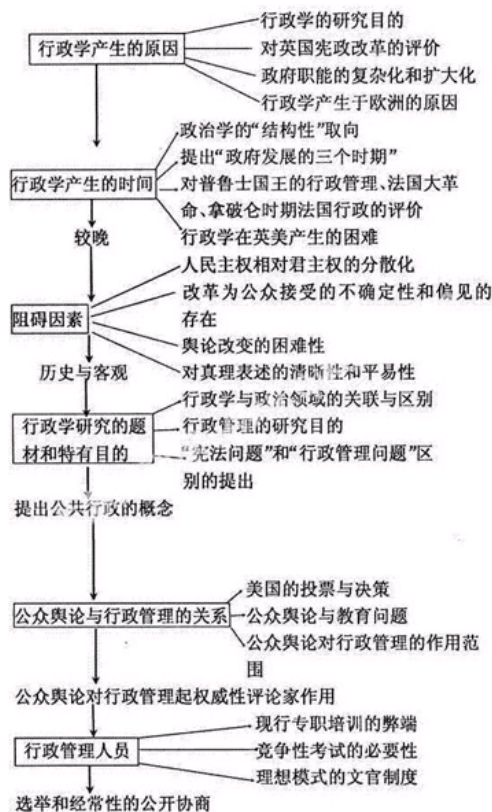 行政学的研究目的
行政学产生的原因
对英国宪政改革的评价
政府职能的复杂化和扩大化
行政学产生于欧洲的原因
政治学的“结构性”取向
提出“政府发展的三个时期”
行政学产生的时间
对普鲁士国王的行政管理、法国大革
命、拿破仑时期法国行政的评价
行政学在英美产生的困难
较晚
人民主权相对君主权的分散化
改革为公众接受的不确定性和偏见的
存在
阻碍因素
舆论改变的困难性
对真理表述的清晰性和平易性
历史与客观
行政学与政治领域的关联与区别
行政学研究的题
材和特有目的
行政管理的研究目的
“宪法问题”和“行政管理问题”区
别的提出
提出公共行政的概念
美国的投票与决策
公众舆论与行政管理的关系
公众舆论与教育问题
公众舆论对行政管理的作用范
围
公众舆论对行政管理起权威性评论家作用
现行专职培训的弊端
行政管理人员
竞争性考试的必要性
理想模式的文官制度
选举和经常性的公开协商